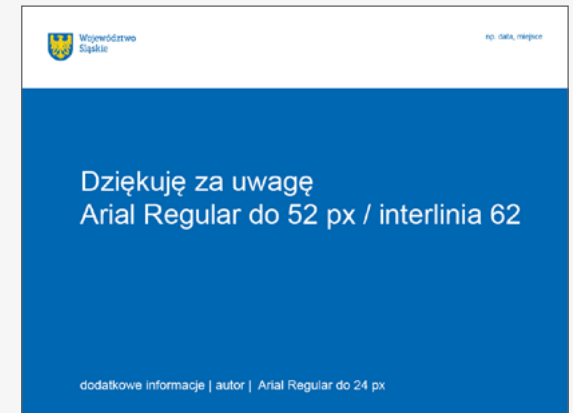 Województwo
Śląskie
np. data, miejsce
Dziękuję za uwagę
Arial Regular do 52 px / interlinia 62
dodatkowe informacje | autor | Arial Regular do 24 px